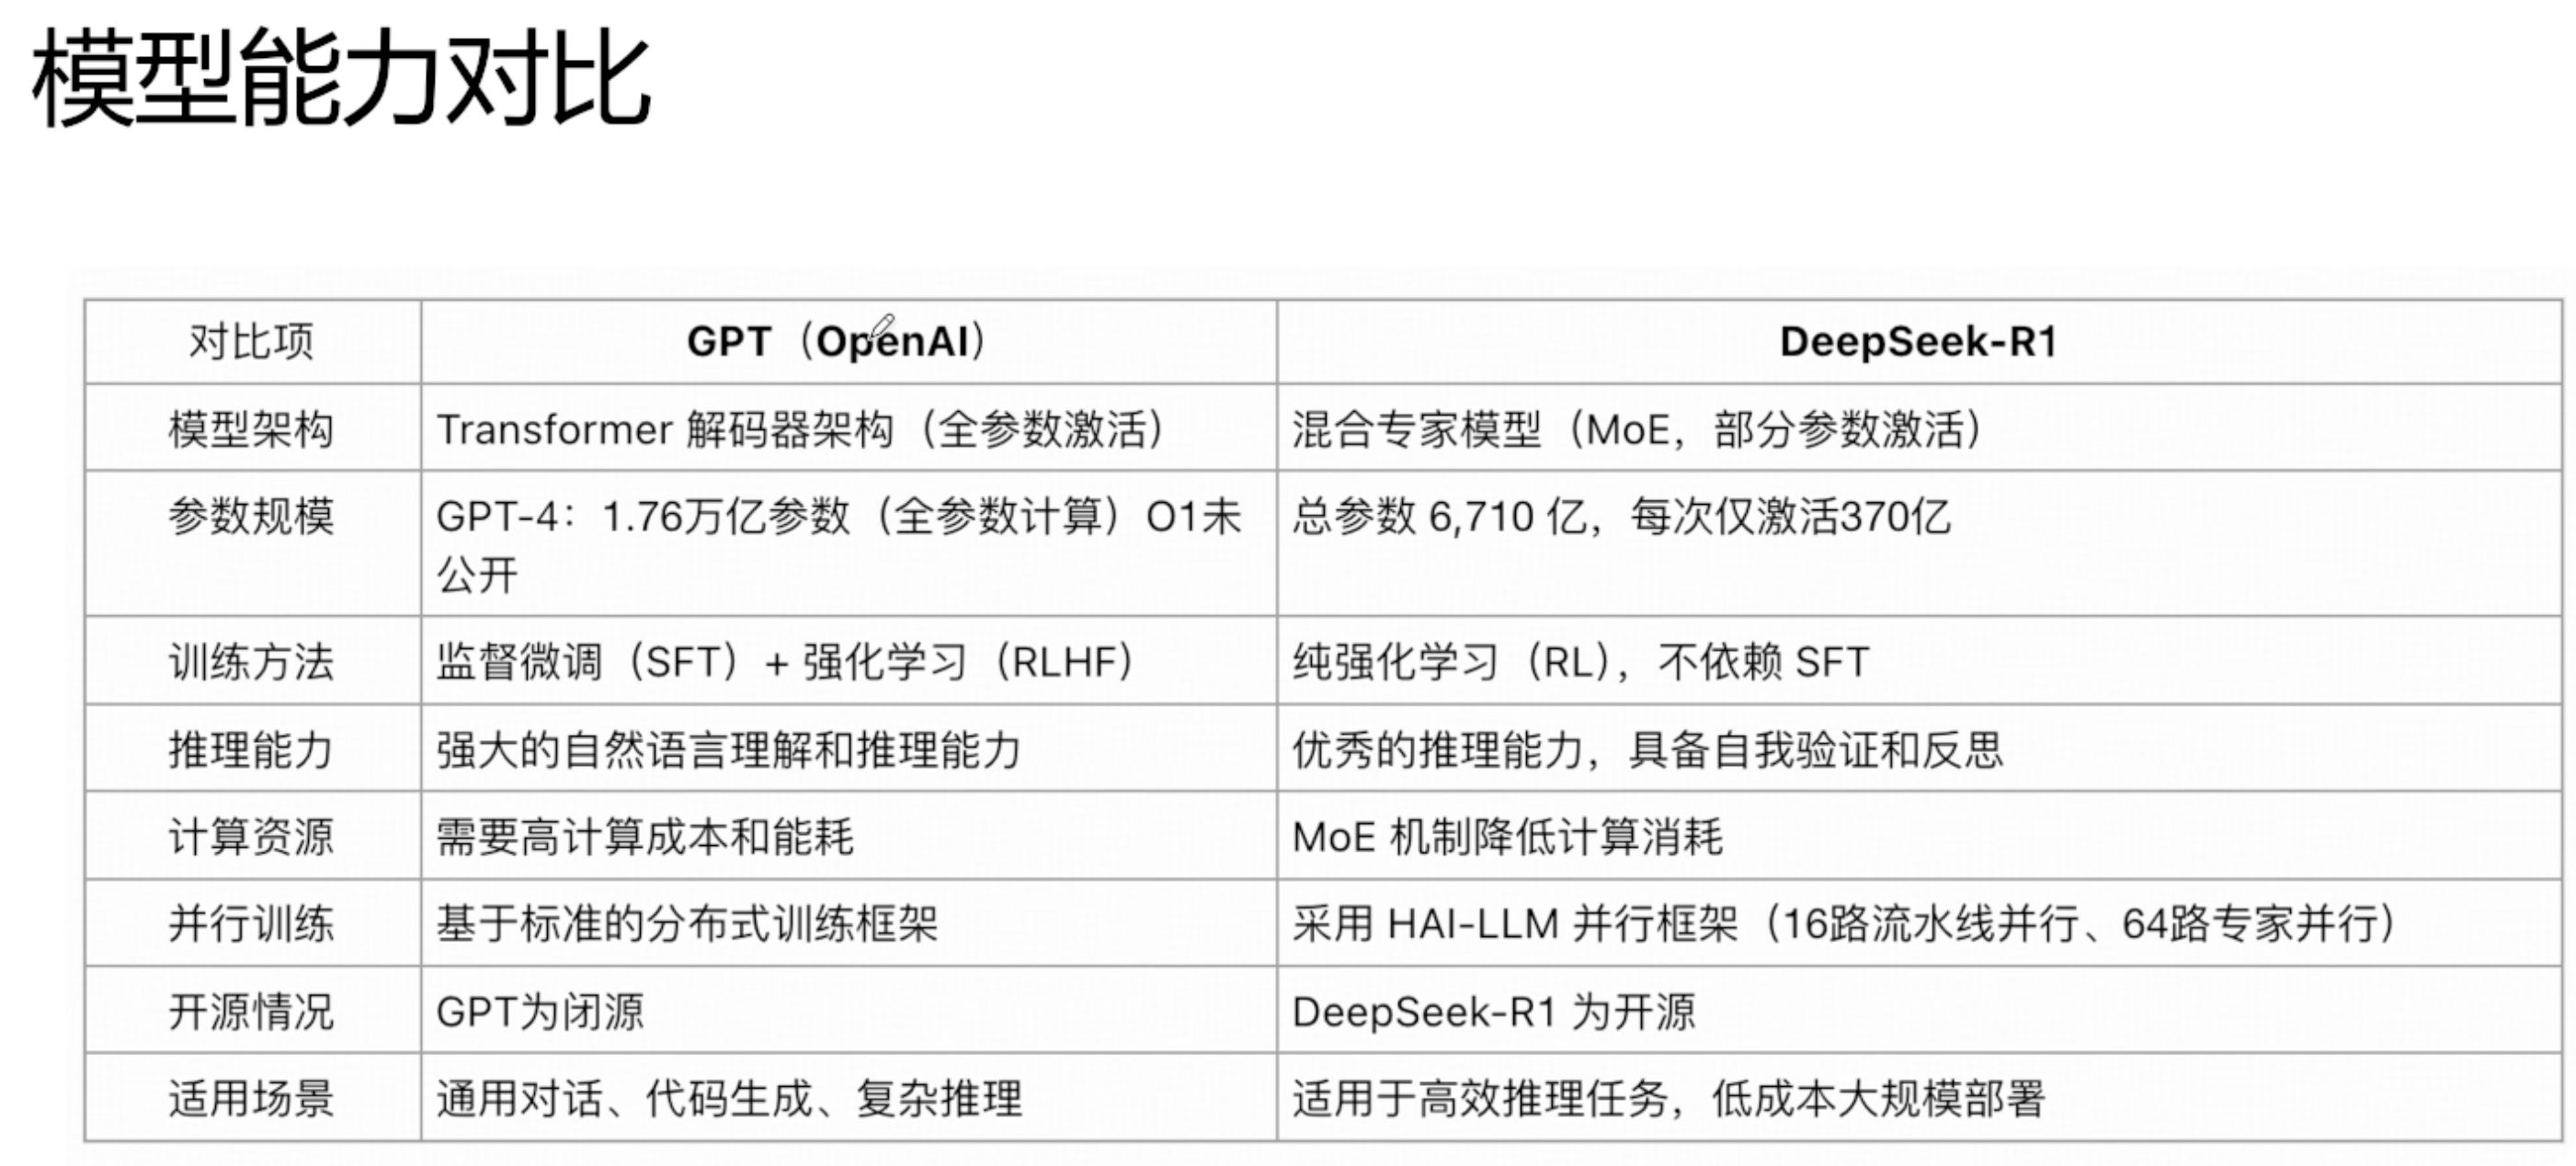 模型能力对比
对比项 GPT（OpenAI） DeepSeek-R1
模型架构 Transformer 解码器架构（全参数激活） 混合专家模型（MoE，部分参数激活）
参数规模 GPT-4：1.76万亿参数（全参数计算）O1未 总参数 6,710 亿，每次仅激活370亿
公开
训练方法 监督微调（SFT）+ 强化学习（RLHF） 纯强化学习（RL），不依赖 SFT
推理能力 强大的自然语言理解和推理能力 优秀的推理能力，具备自我验证和反思
计算资源 需要高计算成本和能耗 MoE 机制降低计算消耗
并行训练 基于标准的分布式训练框架 采用 HAI-LLM 并行框架（16路流水线并行、64路专家并行）
开源情况 GPT为闭源 DeepSeek-R1 为开源
适用场景 通用对话、代码生成、复杂推理 适用于高效推理任务，低成本大规模部署